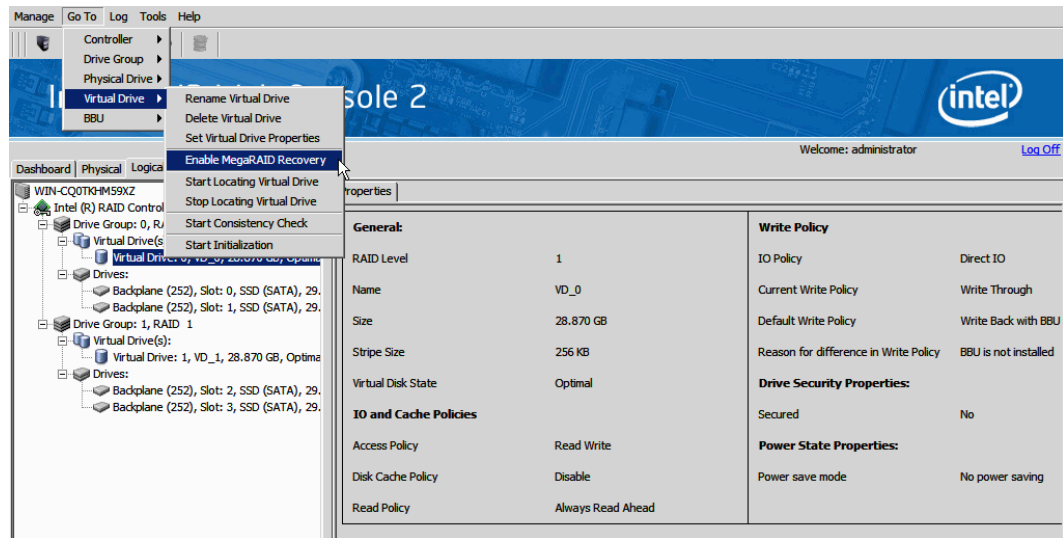 Manage Go To Log Tools Help
Controller
Drive Group
Physical Drive
Virtual Drive
BBU
Rename Virtual Drive
Delete Virtual Drive
Set Virtual Drive Properties
Enable MegaRAID Recovery
Start Locating Virtual Drive
Stop Locating Virtual Drive
Start Consistency Check
Start Initialization
sole 2
intel
Welcome: administrator Log Off
Dashboard Physical Logical
WIN-CQ0TKHM59XZ
Intel (R) RAID Control
Drive Group: 0, RA
Virtual Drive(s
Virtual Drive: 0, VD_0, 28.870 GB, Optima
Drives:
Backplane (252), Slot: 0, SSD (SATA), 29.
Backplane (252), Slot: 1, SSD (SATA), 29.
Drive Group: 1, RAID 1
Virtual Drive(s):
Virtual Drive: 1, VD_1, 28.870 GB, Optima
Drives:
Backplane (252), Slot: 2, SSD (SATA), 29.
Backplane (252), Slot: 3, SSD (SATA), 29.
Properties
General:
RAID Level 1
Name VD_0
Size 28.870 GB
Stripe Size 256 KB
Virtual Disk State Optimal
IO and Cache Policies
Access Policy Read Write
Disk Cache Policy Disable
Read Policy Always Read Ahead
Write Policy
IO Policy Direct IO
Current Write Policy Write Through
Default Write Policy Write Back with BBU
Reason for difference in Write Policy BBU is not installed
Drive Security Properties:
Secured No
Power State Properties:
Power save mode No power saving